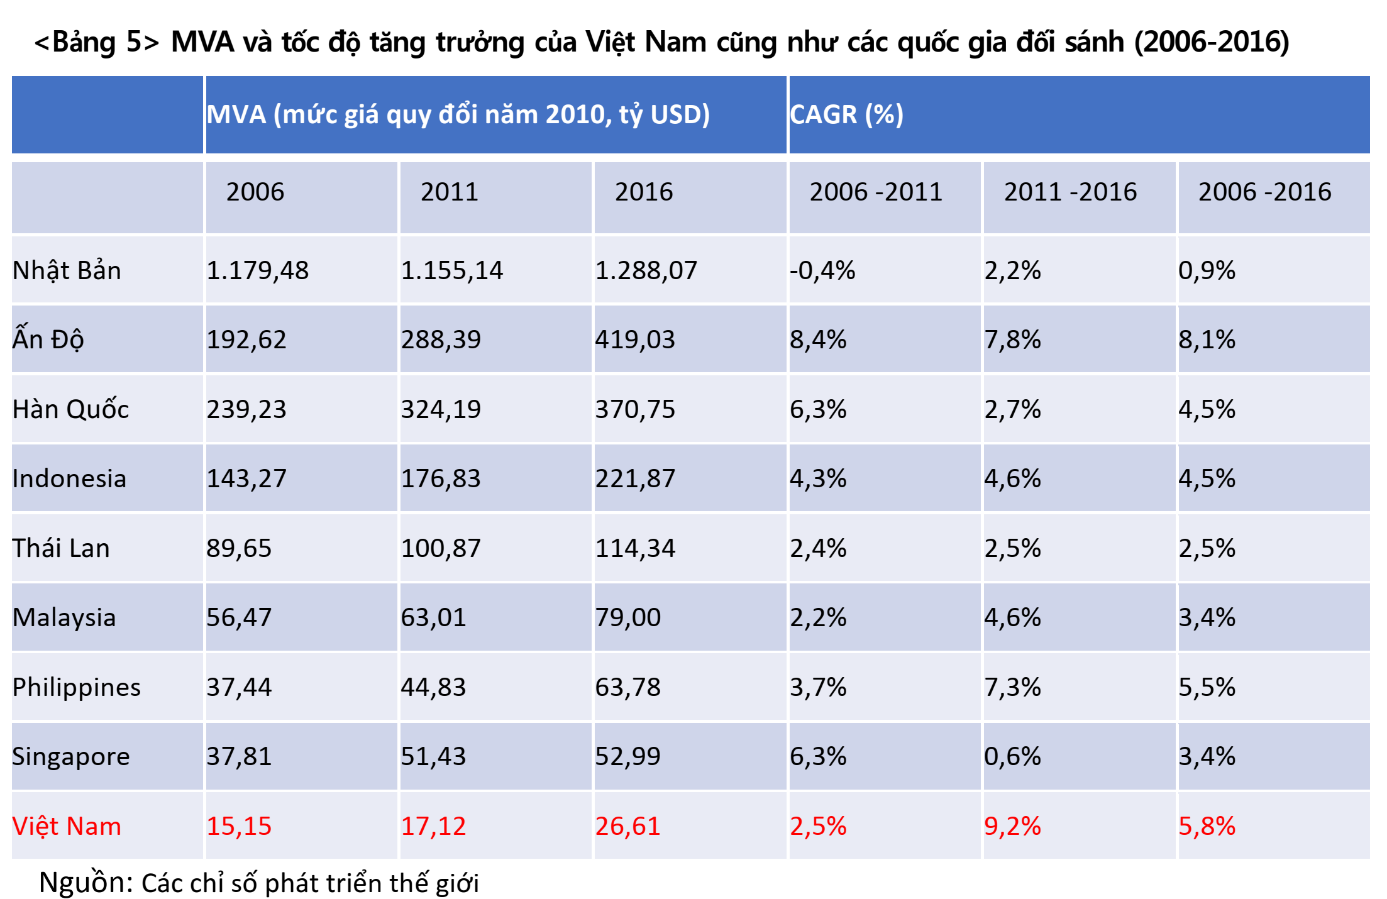 <Bảng 5> MVA và tốc độ tăng trưởng của Việt Nam cũng như các quốc gia đối sánh (2006-2016)
MVA (mức giá quy đổi năm 2010, tỷ USD) CAGR (%)
2006 2011 2016 2006 -2011 2011 -2016 2006 -2016
Nhật Bản 1.179,48 1.155,14 1.288,07 -0,4% 2,2% 0,9%
Ấn Độ 192,62 288,39 419,03 8,4% 7,8% 8,1%
Hàn Quốc 239,23 324,19 370,75 6,3% 2,7% 4,5%
Indonesia 143,27 176,83 221,87 4,3% 4,6% 4,5%
Thái Lan 89,65 100,87 114,34 2,4% 2,5% 2,5%
Malaysia 56,47 63,01 79,00 2,2% 4,6% 3,4%
Philippines 37,44 44,83 63,78 3,7% 7,3% 5,5%
Singapore 37,81 51,43 52,99 6,3% 0,6% 3,4%
Việt Nam 15,15 17,12 26,61 2,5% 9,2% 5,8%
Nguồn: Các chỉ số phát triển thế giới